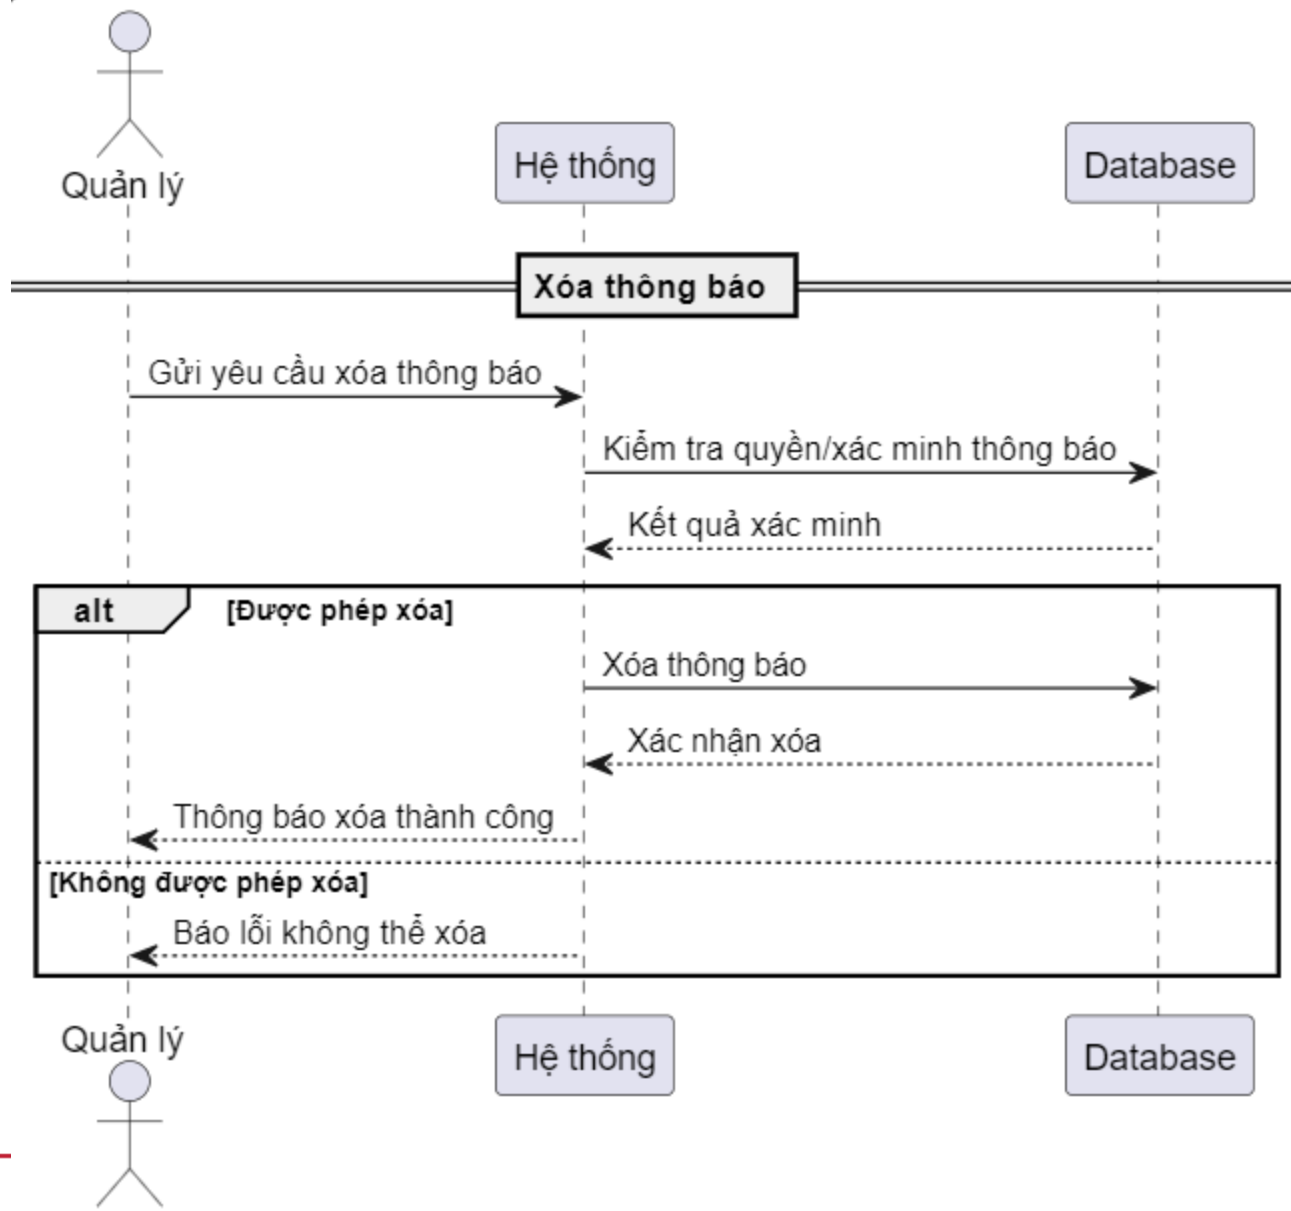 Quản lý
Hệ thống
Database
Xóa thông báo
Gửi yêu cầu xóa thông báo
Kiểm tra quyền/xác minh thông báo
Kết quả xác minh
alt
[Được phép xóa]
Xóa thông báo
Xác nhận xóa
Thông báo xóa thành công
[Không được phép xóa]
Báo lỗi không thể xóa
Quản lý
Hệ thống
Database